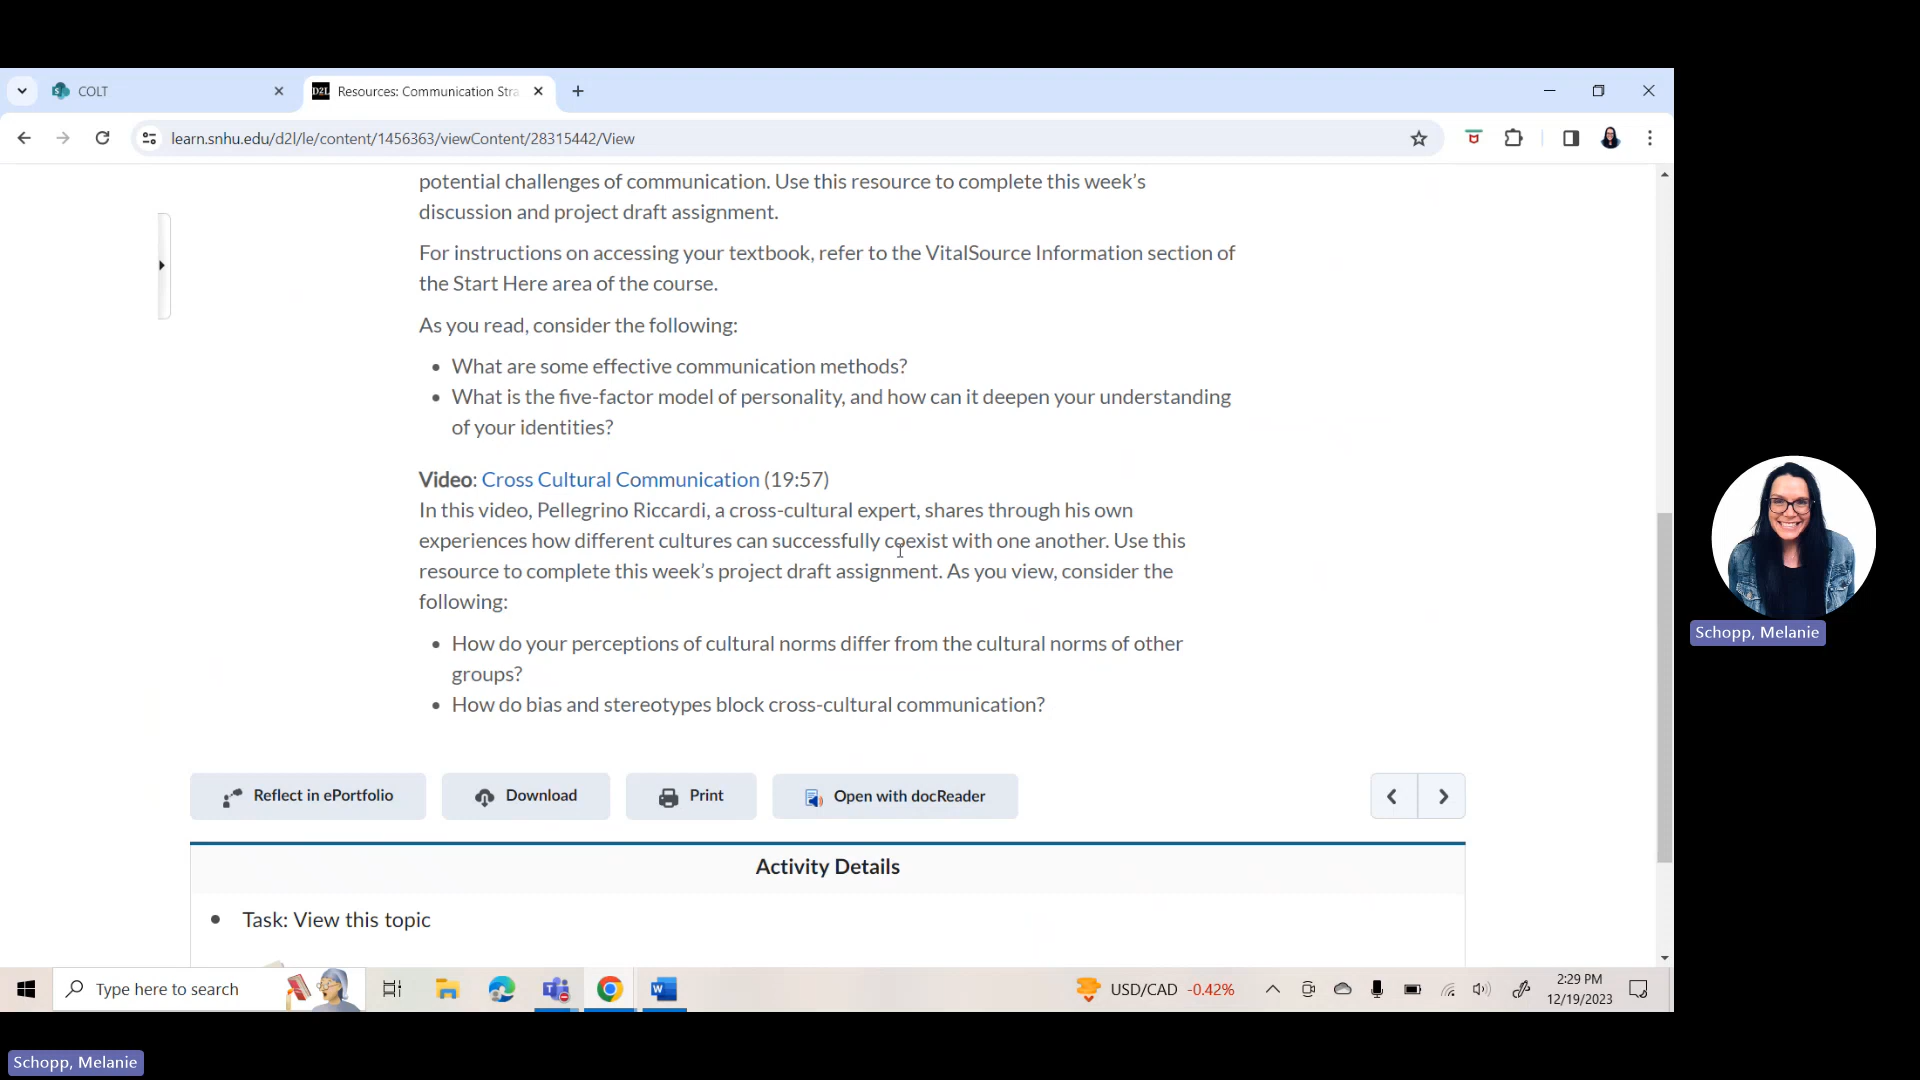 COLT
D2L Resources: Communication Stra
learn.snhu.edu/d2l/le/content/1456363/viewContent/28315442/View
potential challenges of communication. Use this resource to complete this week’s
discussion and project draft assignment.
For instructions on accessing your textbook, refer to the VitalSource Information section of
the Start Here area of the course.
As you read, consider the following:
• What are some effective communication methods?
• What is the five-factor model of personality, and how can it deepen your understanding
of your identities?
Video: Cross Cultural Communication (19:57)
In this video, Pellegrino Riccardi, a cross-cultural expert, shares through his own
experiences how different cultures can successfully coexist with one another. Use this
resource to complete this week’s project draft assignment. As you view, consider the
following:
• How do your perceptions of cultural norms differ from the cultural norms of other
groups?
• How do bias and stereotypes block cross-cultural communication?
Reflect in ePortfolio Download Print Open with docReader
Activity Details
• Task: View this topic
Schopp, Melanie
Type here to search
USD/CAD -0.42%
2:29 PM
12/19/2023
Schopp, Melanie